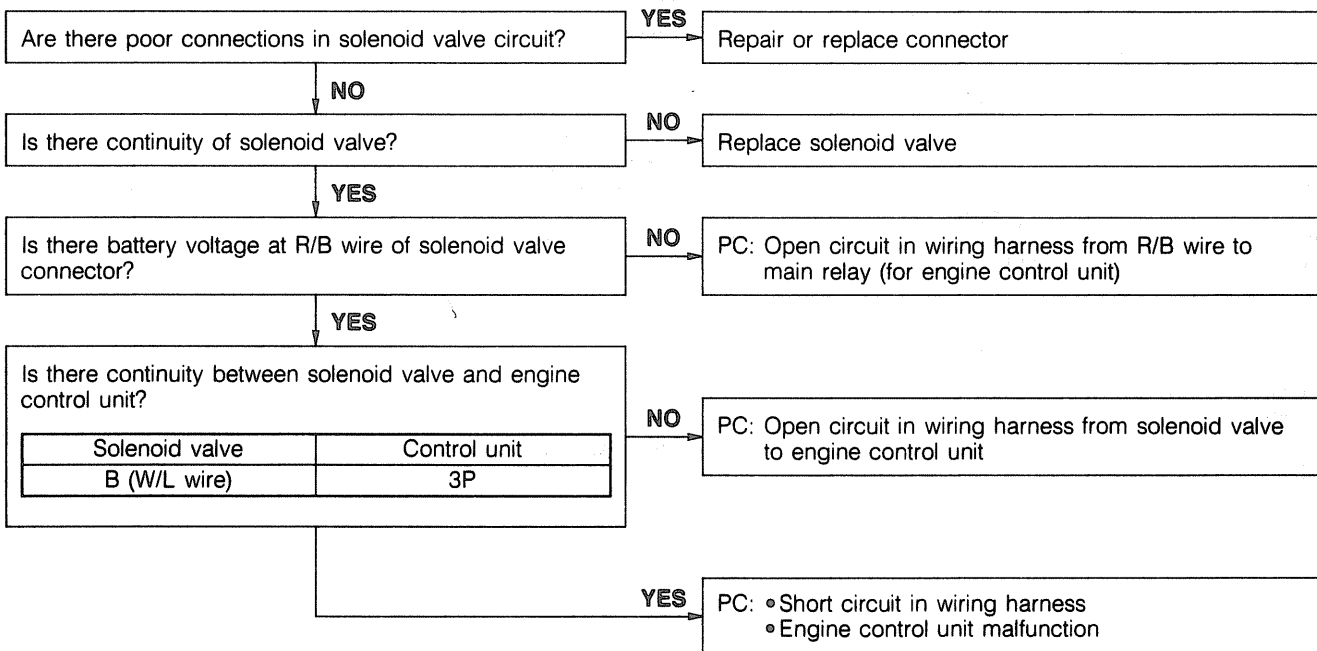 Are there poor connections in solenoid valve circuit?
YES
Repair or replace connector
NO
Is there continuity of solenoid valve?
NO
Replace solenoid valve
YES
Is there battery voltage at R/B wire of solenoid valve
connector?
NO
PC: Open circuit in wiring harness from R/B wire to
main relay (for engine control unit)
YES
Is there continuity between solenoid valve and engine
control unit?
Solenoid valve Control unit
B (W/L wire) 3P
NO
PC: Open circuit in wiring harness from solenoid valve
to engine control unit
YES
PC: • Short circuit in wiring harness
• Engine control unit malfunction